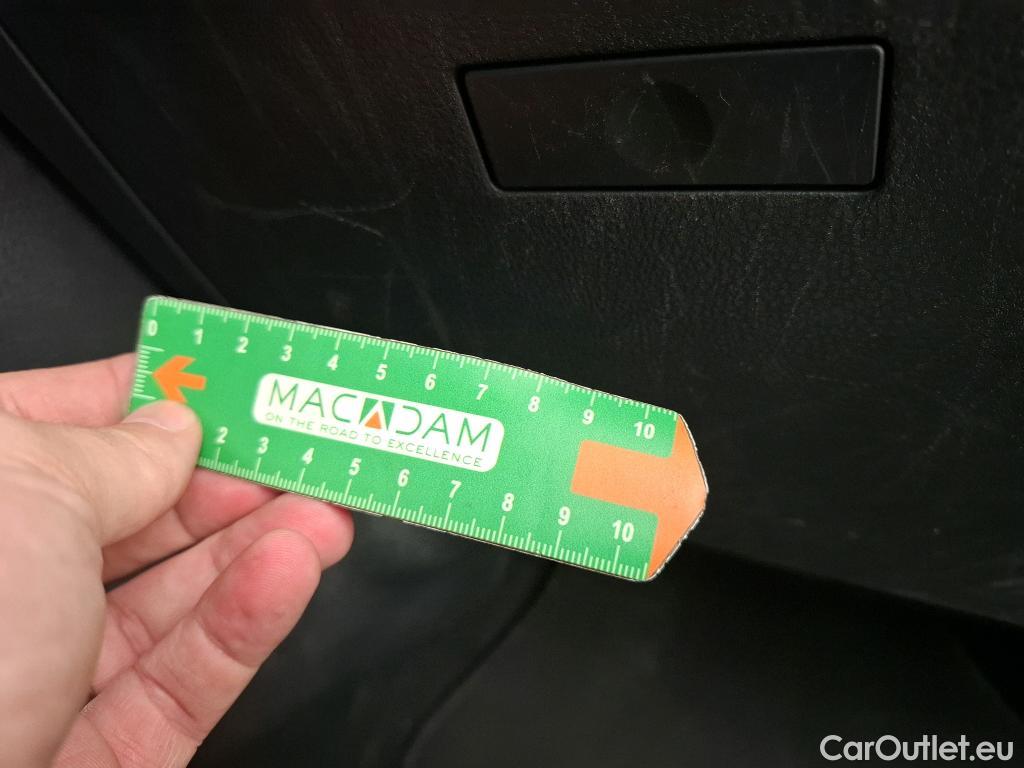 0 1 2 3 4 5 6 7 8 9 10
MACADAM
ON THE ROAD TO EXCELLENCE
2 3 4 5 6 7 8 9 10
CarOutlet.eu